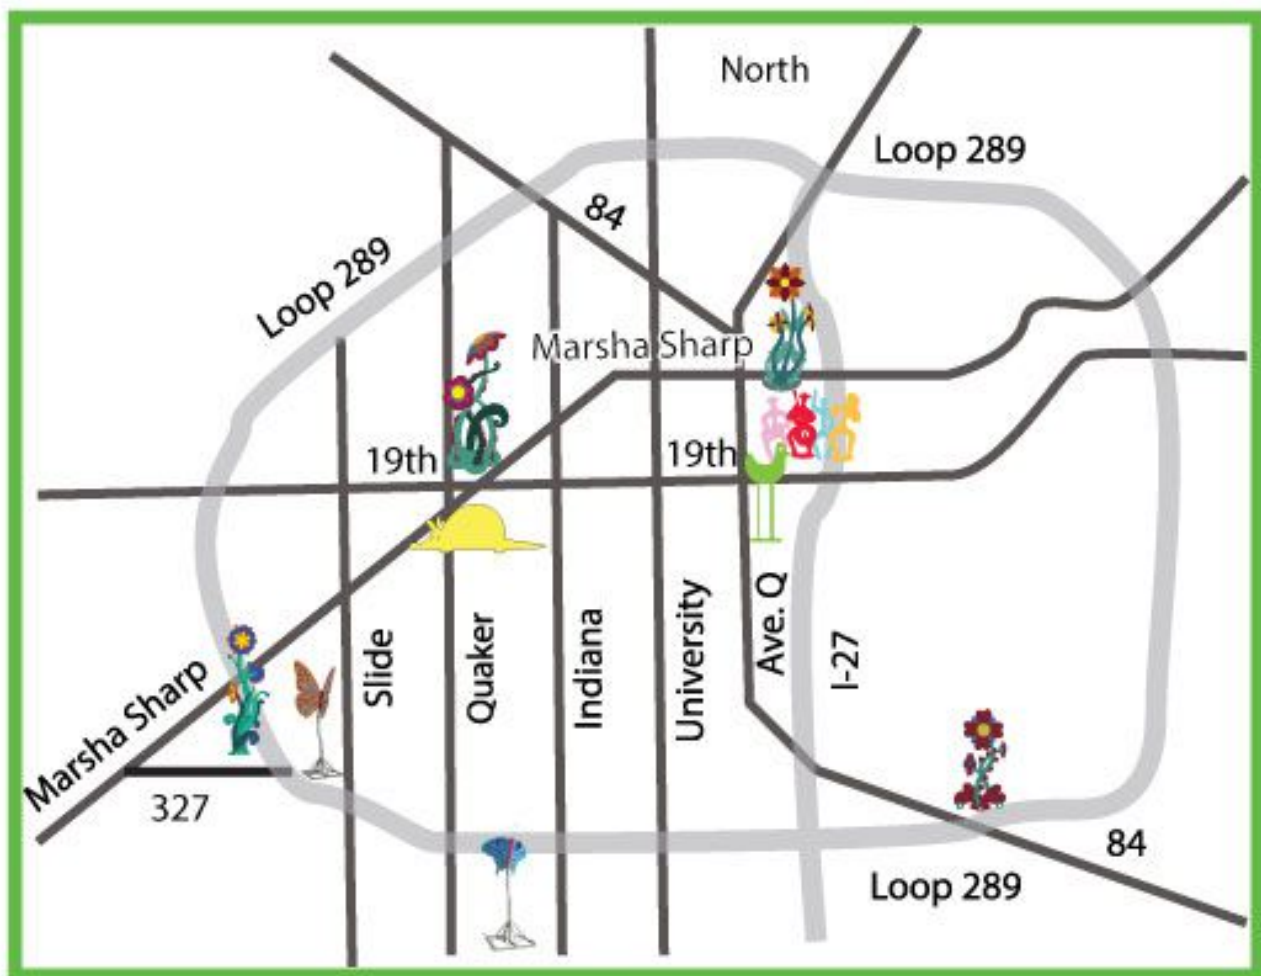 North
Loop 289
84
Loop 289
Marsha Sharp
19th
19th
Slide
Quaker
Indiana
University
Ave. Q
I-27
Marsha Sharp
327
84
Loop 289